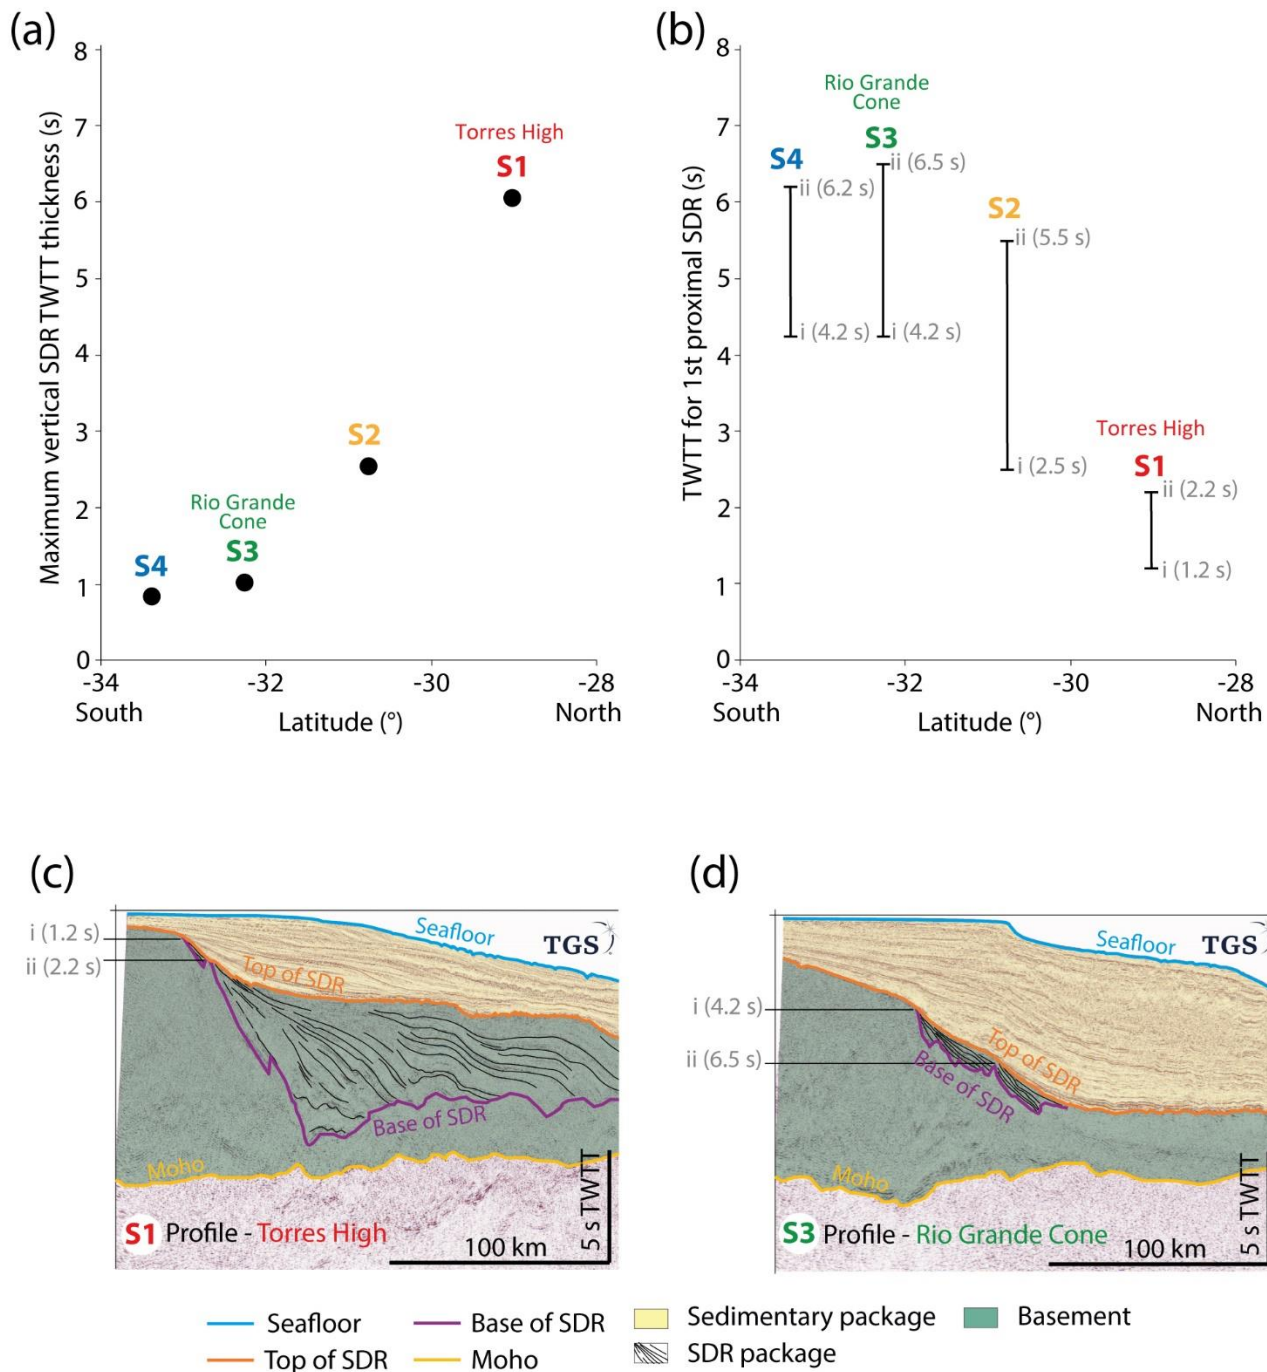 (a)
8
7
6
5
4
3
2
1
0
Maximum vertical SDR TWTT thickness (s)
Torres High
S1
S2
Rio Grande
Cone
S3
S4
-34
-32
-30
-28
South
Latitude (°)
North
(b)
8
7
6
5
4
3
2
1
0
TWTT for 1st proximal SDR (s)
Rio Grande
Cone
S3
S4
ii (6.5 s)
ii (6.2 s)
S2
ii (5.5 s)
i (4.2 s)
i (4.2 s)
Torres High
S1
i (2.5 s)
ii (2.2 s)
i (1.2 s)
-34
-32
-30
-28
South
Latitude (°)
North
(c)
i (1.2 s)
ii (2.2 s)
Seafloor
TGS
Top of SDR
Base of SDR
Moho
5 s TWTT
S1 Profile - Torres High
100 km
(d)
i (4.2 s)
ii (6.5 s)
Seafloor
TGS
Top of SDR
Base of SDR
Moho
5 s TWTT
S3 Profile - Rio Grande Cone
100 km
Seafloor
Base of SDR
Sedimentary package
Basement
Top of SDR
Moho
SDR package